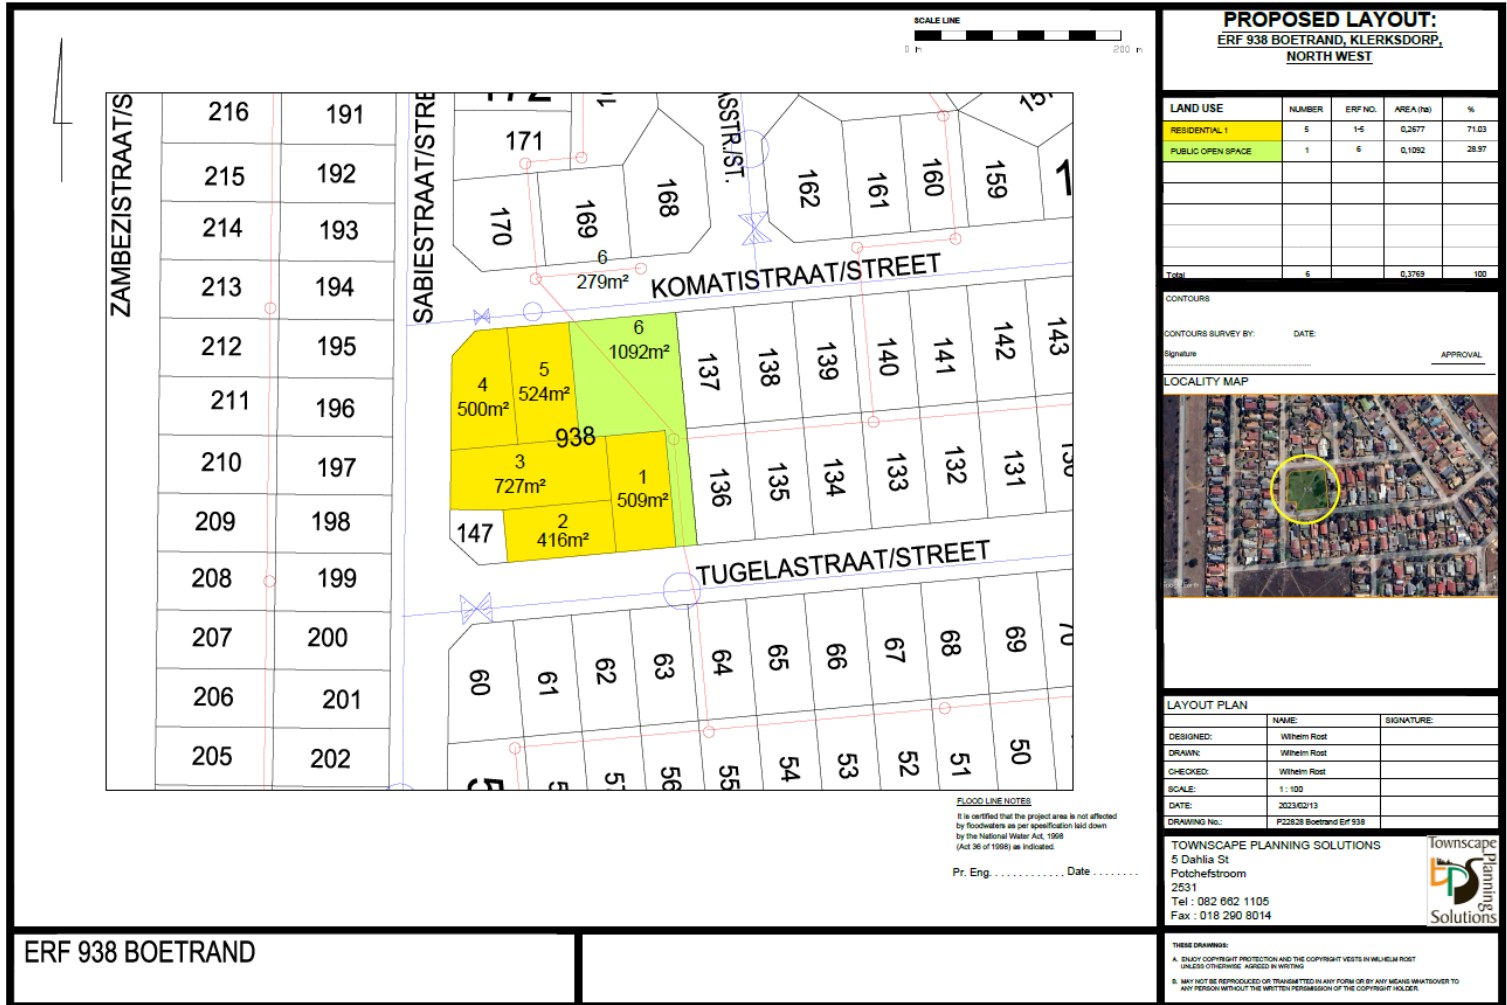 SCALE LINE
0 m 200 m
PROPOSED LAYOUT:
ERF 938 BOETRAND, KLERKSDORP,
NORTH WEST
LAND USE NUMBER ERF NO. AREA (ha) %
RESIDENTIAL 1 5 1-5 0,2677 71.03
PUBLIC OPEN SPACE 1 6 0,1092 28.97
Total 6 0,3769 100
CONTOURS
CONTOURS SURVEY BY: DATE:
Signature
APPROVAL
LOCALITY MAP
LAYOUT PLAN
NAME: SIGNATURE:
DESIGNED: Wilhelm Rost
DRAWN: Wilhelm Rost
CHECKED: Wilhelm Rost
SCALE: 1 : 100
DATE: 2023/02/13
DRAWING No.: P22828 Boetrand Erf 938
TOWNSCAPE PLANNING SOLUTIONS
5 Dahlia St
Potchefstroom
2531
Tel : 082 662 1105
Fax : 018 290 8014
Townscape
Planning
Solutions
THESE DRAWINGS:
A. ENJOY COPYRIGHT PROTECTION AND THE COPYRIGHT VESTS IN WILHELM ROST
UNLESS OTHERWISE AGREED IN WRITING
B. MAY NOT BE REPRODUCED OR TRANSMITTED IN ANY FORM OR BY ANY MEANS WHATSOVER TO
ANY PERSON WITHOUT THE WRITTEN PERSMISSION OF THE COPYRIGHT HOLDER.
ZAMBEZISTRAAT/S
216 191
215 192
214 193
213 194
212 195
211 196
210 197
209 198
208 199
207 200
206 201
205 202
SABIESTRAAT/STRE
172
171
170
169
168
ASSTR./ST.
162
161
160
159
6
279m²
KOMATISTRAAT/STREET
4
500m²
5
524m²
6
1092m²
938
3
727m²
1
509m²
2
416m²
147
137
138
139
140
141
142
143
136
135
134
133
132
131
TUGELASTRAAT/STREET
60
61
62
63
64
65
66
67
68
69
70
56
55
54
53
52
51
50
FLOOD LINE NOTES
It is certified that the project area is not affected
by floodwaters as per spesification laid down
by the National Water Act, 1998
(Act 36 of 1998) as indicated.
Pr. Eng. . . . . . . . . . . . . Date . . . . . . . .
ERF 938 BOETRAND